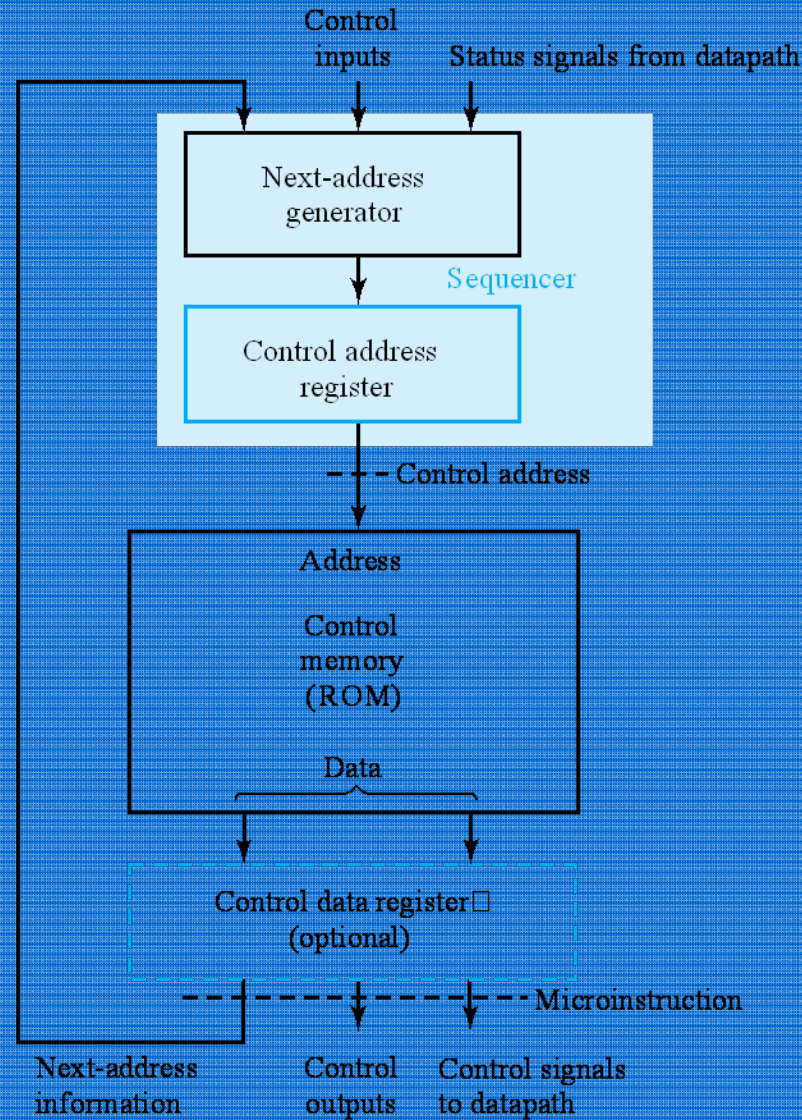 Control
inputs
Status signals from datapath
Next-address
generator
Sequencer
Control address
register
Control address
Address
Control
memory
(ROM)
Data
Control data register□
(optional)
Microinstruction
Next-address
information
Control
outputs
Control signals
to datapath